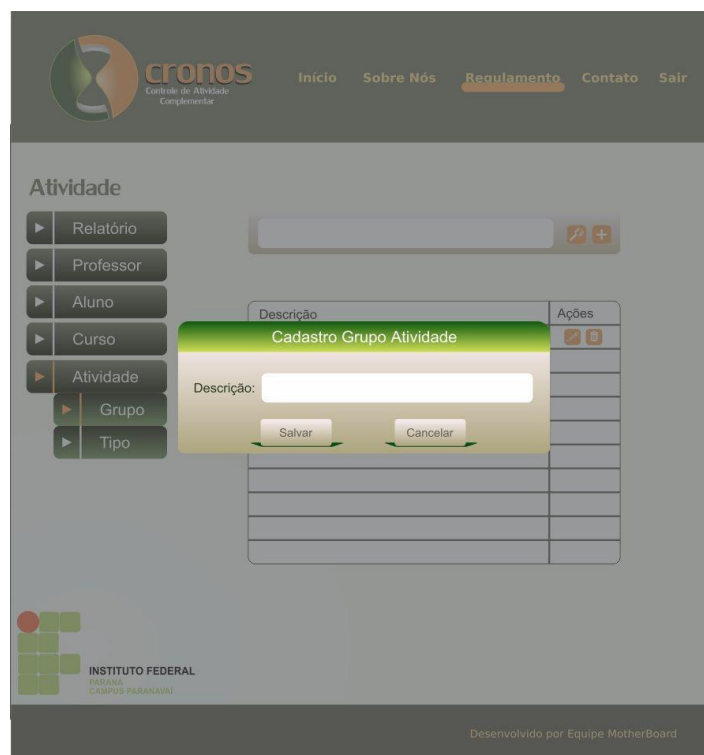 cronos
Controle de Atividade
Complementar
Início Sobre Nós Regulamento Contato Sair
Atividade
Relatório
Professor
Aluno
Curso
Atividade
Grupo
Tipo
Descrição Ações
Cadastro Grupo Atividade
Descrição:
Salvar Cancelar
INSTITUTO FEDERAL
PARANÁ
CAMPUS PARANAVAÍ
Desenvolvido por Equipe MotherBoard